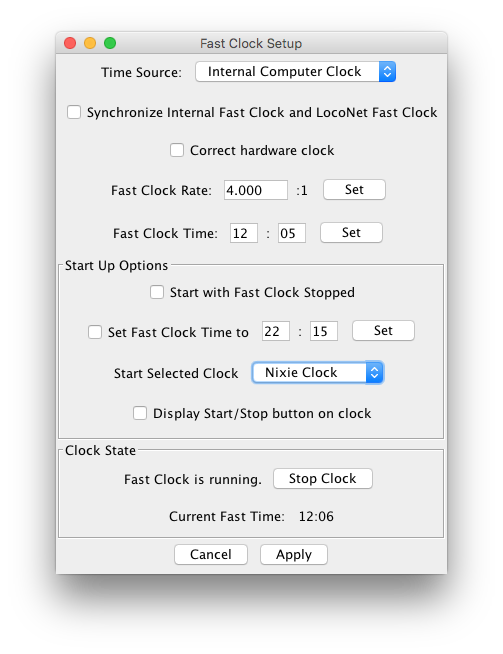 Fast Clock Setup
Time Source: Internal Computer Clock
Synchronize Internal Fast Clock and LocoNet Fast Clock
Correct hardware clock
Fast Clock Rate: 4.000 :1 Set
Fast Clock Time: 12 : 05 Set
Start Up Options
Start with Fast Clock Stopped
Set Fast Clock Time to 22 : 15 Set
Start Selected Clock Nixie Clock
Display Start/Stop button on clock
Clock State
Fast Clock is running. Stop Clock
Current Fast Time: 12:06
Cancel Apply